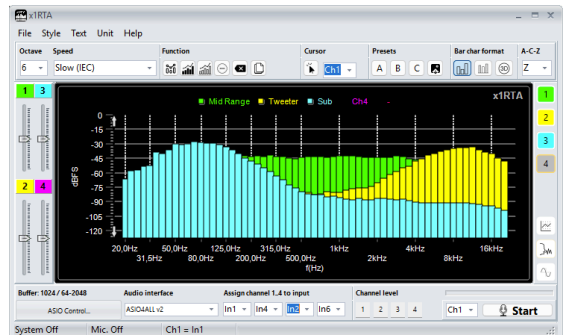 x1RTA
File Style Text Unit Help
Octave Speed Function Cursor Presets Bar char format A-C-Z
6 Slow (IEC) Ch1 A B C 3D Z
1 3 x1RTA 1
Mid Range Tweeter Sub Ch4 -
0
-15
-30
-45
-60
-75
-90
-105
-120
dBFS
2 4
2
3
4
20,0Hz 50,0Hz 125,0Hz 315,0Hz 1kHz 4kHz 16kHz
31,5Hz 80,0Hz 200,0Hz 500,0Hz 2kHz 8kHz
f(Hz)
Buffer: 1024 / 64-2048 Audio interface Assign channel 1..4 to input Channel level
ASIO Control... ASIO4ALL v2 In1 In4 In2 In6 1 2 3 4 Ch1 Start
System Off Mic. Off Ch1 = In1